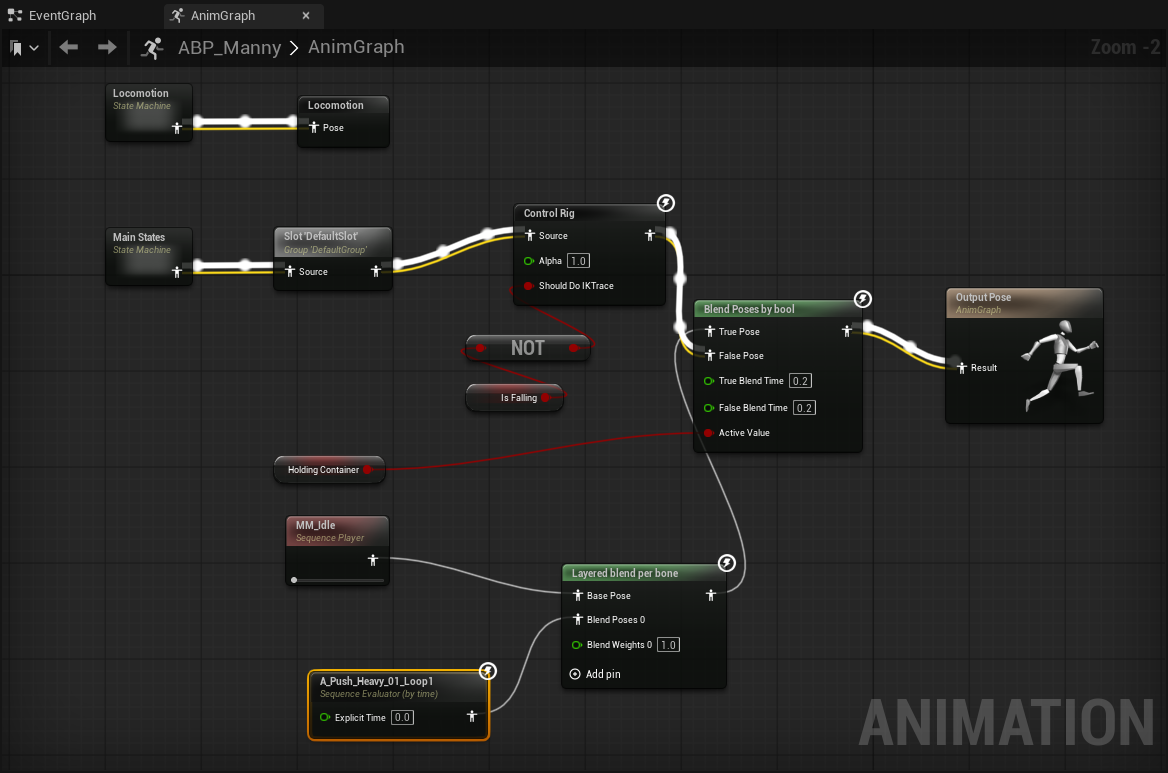 EventGraph
AnimGraph
ABP_Manny > AnimGraph
Zoom -2
Locomotion
State Machine
Locomotion
Pose
Main States
State Machine
Slot 'DefaultSlot'
Group 'DefaultGroup'
Source
Control Rig
Source
Alpha 1.0
Should Do IKTrace
NOT
Is Falling
Holding Container
Blend Poses by bool
True Pose
False Pose
True Blend Time 0.2
False Blend Time 0.2
Active Value
Output Pose
AnimGraph
Result
MM_Idle
Sequence Player
Layered blend per bone
Base Pose
Blend Poses 0
Blend Weights 0 1.0
Add pin
A_Push_Heavy_01_Loop1
Sequence Evaluator (by time)
Explicit Time 0.0
ANIMATION